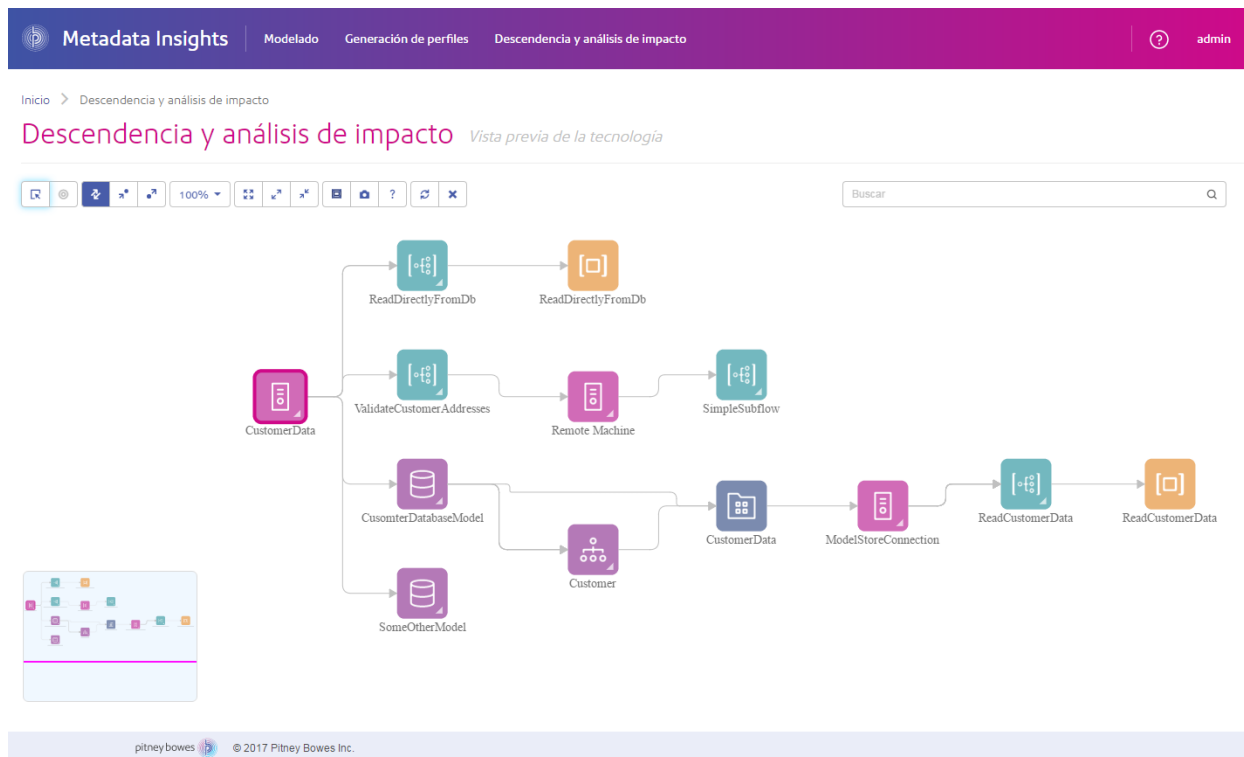 Metadata Insights
Modelado
Generación de perfiles
Descendencia y análisis de impacto
?
admin
Inicio > Descendencia y análisis de impacto
Descendencia y análisis de impacto Vista previa de la tecnología
100%
?
Buscar
ReadDirectlyFromDb
ReadDirectlyFromDb
CustomerData
ValidateCustomerAddresses
Remote Machine
SimpleSubflow
CusomterDatabaseModel
Customer
CustomerData
ModelStoreConnection
ReadCustomerData
ReadCustomerData
SomeOtherModel
pitney bowes
© 2017 Pitney Bowes Inc.